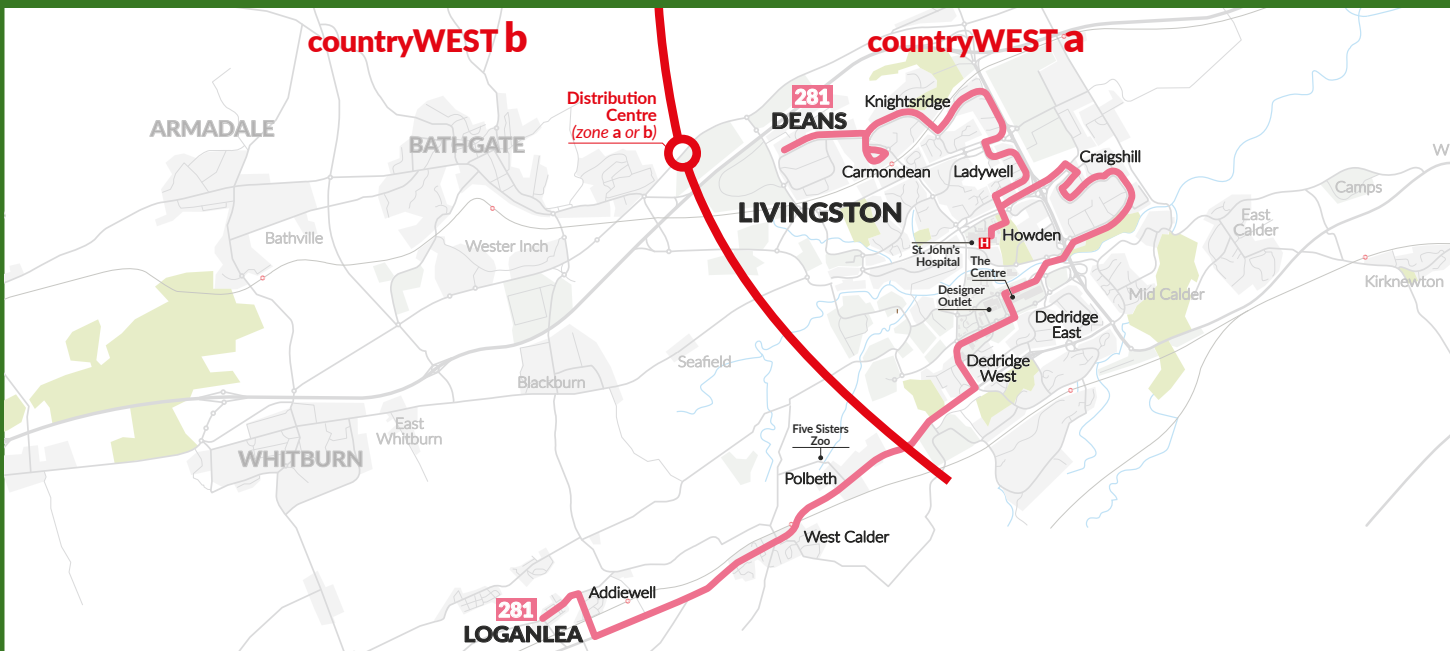 countryWEST b
countryWEST a
Distribution
Centre
(zone a or b)
281
DEANS
Knightsridge
ARMADALE
BATHGATE
Carmondean
Ladywell
Craigshill
W
Camps
LIVINGSTON
East
Calder
Bathville
Wester Inch
St. John's
Hospital
H
Howden
The
Centre
Designer
Outlet
Kirknewton
Mid Calder
Dedridge
East
Seafield
Dedridge
West
Blackburn
East
Whitburn
WHITBURN
Five Sisters
Zoo
Polbeth
West Calder
Addiewell
281
LOGANLEA